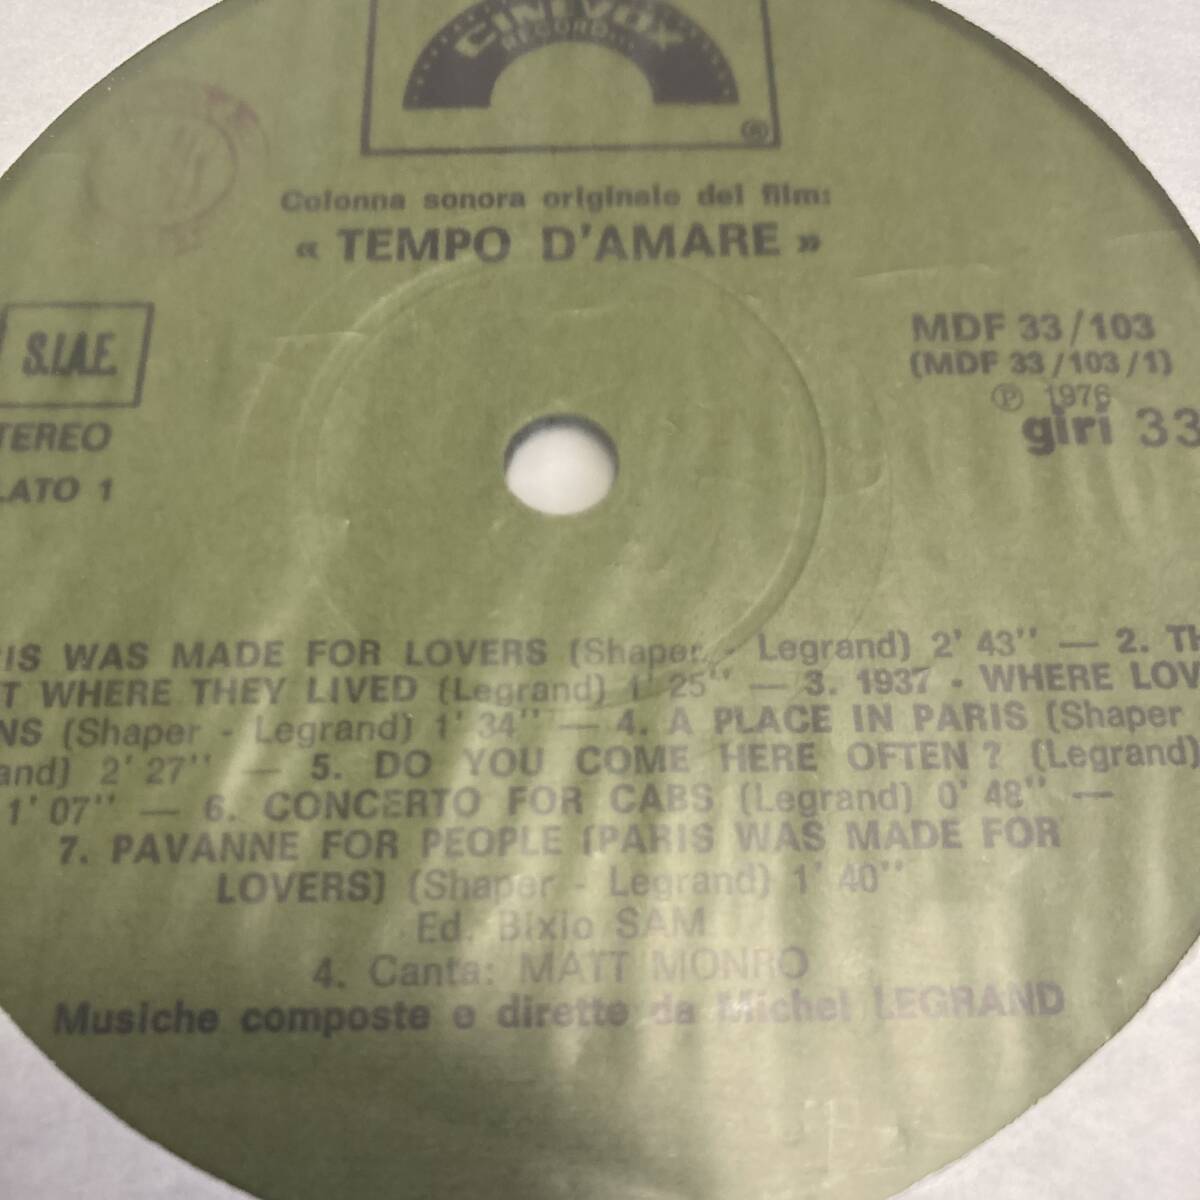 CINEVOX
RECORD...
®
Colonna sonora originale del film:
« TEMPO D'AMARE »
S.I.A.E.
MDF 33/103
(MDF 33/103/1)
Ⓟ 1976
giri 33
TEREO
LATO 1
IS WAS MADE FOR LOVERS (Shaper - Legrand) 2' 43'' — 2. Th
T WHERE THEY LIVED (Legrand) 1' 25'' — 3. 1937 - WHERE LOV
NS (Shaper - Legrand) 1' 34'' — 4. A PLACE IN PARIS (Shaper
and) 2' 27'' — 5. DO YOU COME HERE OFTEN? (Legrand)
1' 07'' — 6. CONCERTO FOR CABS (Legrand) 0' 48'' —
7. PAVANNE FOR PEOPLE (PARIS WAS MADE FOR
LOVERS) (Shaper - Legrand) 1' 40''
Ed. Bixio SAM
4. Canta: MATT MONRO
Musiche composte e dirette da Michel LEGRAND